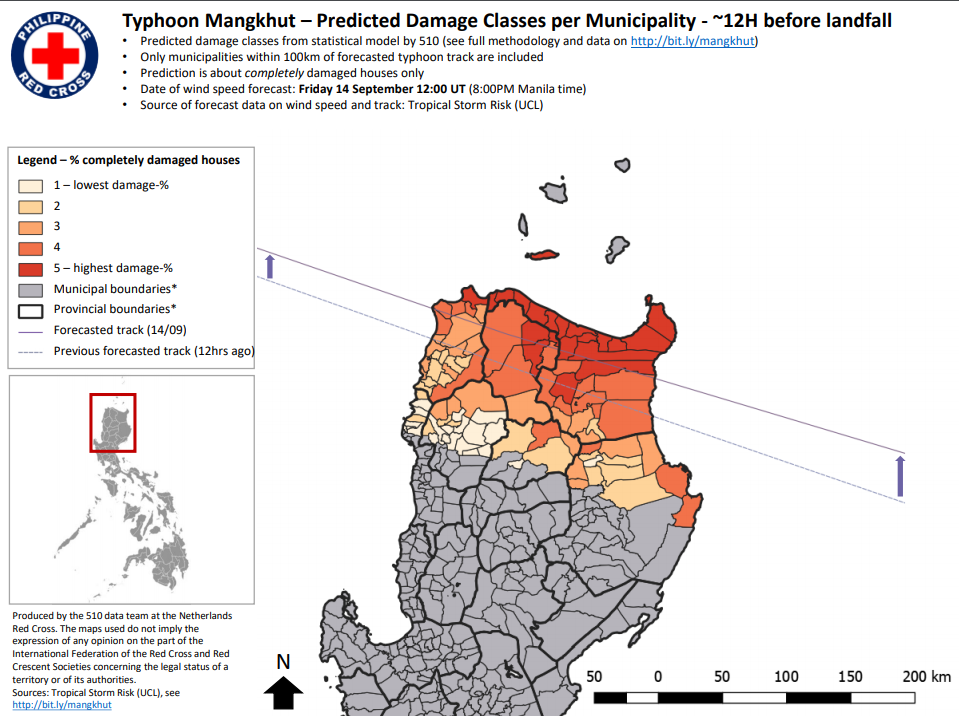 PHILIPPINE
RED CROSS
Typhoon Mangkhut – Predicted Damage Classes per Municipality - ~12H before landfall
• Predicted damage classes from statistical model by 510 (see full methodology and data on http://bit.ly/mangkhut)
• Only municipalities within 100km of forecasted typhoon track are included
• Prediction is about completely damaged houses only
• Date of wind speed forecast: Friday 14 September 12:00 UT (8:00PM Manila time)
• Source of forecast data on wind speed and track: Tropical Storm Risk (UCL)
Legend – % completely damaged houses
1 – lowest damage-%
2
3
4
5 – highest damage-%
Municipal boundaries*
Provincial boundaries*
Forecasted track (14/09)
Previous forecasted track (12hrs ago)
Produced by the 510 data team at the Netherlands
Red Cross. The maps used do not imply the
expression of any opinion on the part of the
International Federation of the Red Cross and Red
Crescent Societies concerning the legal status of a
territory or of its authorities.
Sources: Tropical Storm Risk (UCL), see
http://bit.ly/mangkhut
N
50 0 50 100 150 200 km